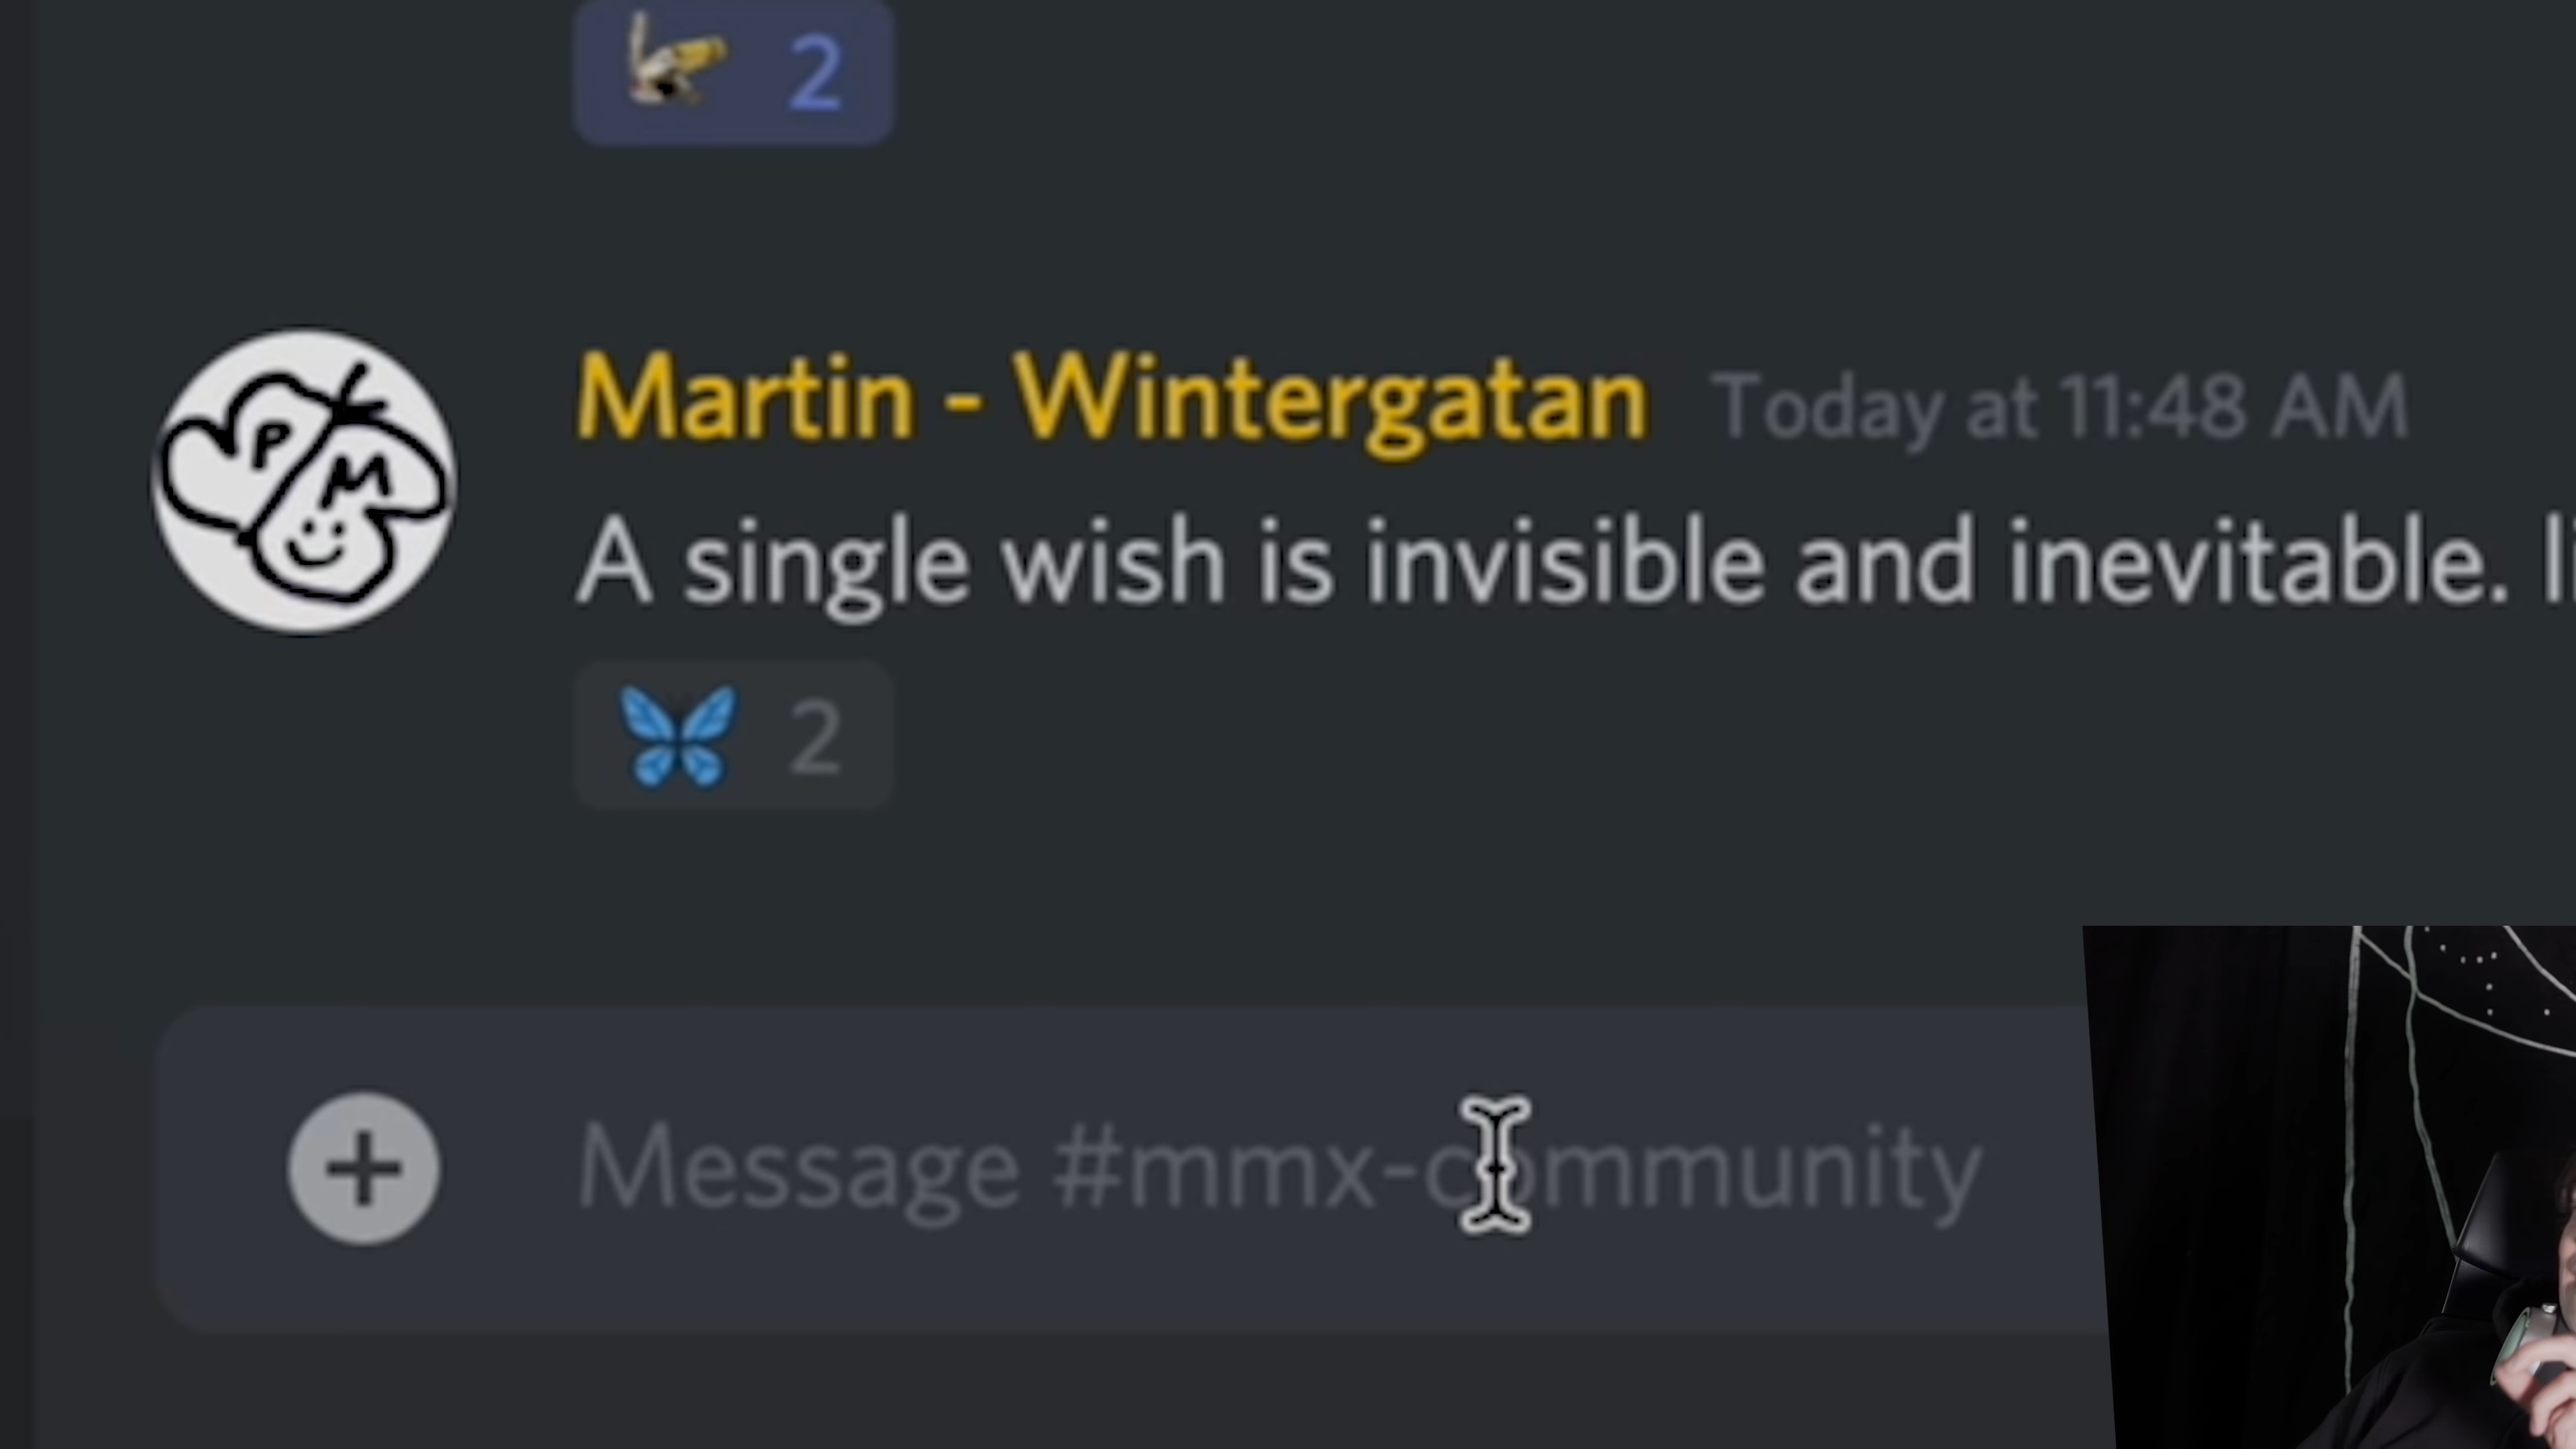 2
Martin - Wintergatan Today at 11:48 AM
P
M
A single wish is invisible and inevitable.
2
Message #mmx-community